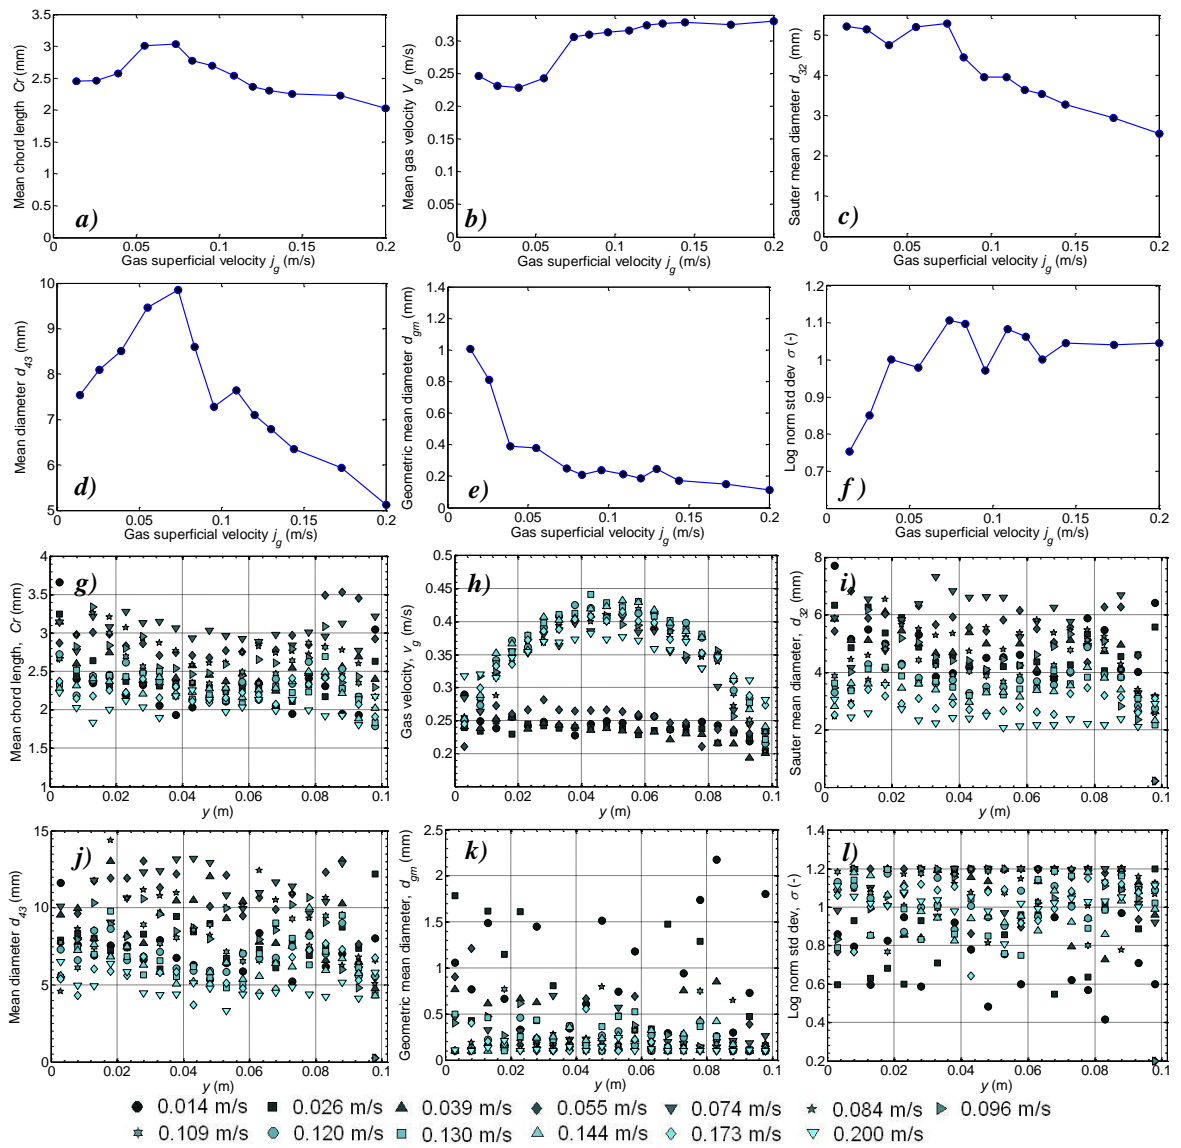 3.5
3
2.5
2
1.5
1
0.5
0
Mean chord length Cr (mm)
a)
0.05 0.1 0.15 0.2
Gas superficial velocity jg (m/s)
0.3
0.25
0.2
0.15
0.1
0.05
0
Mean gas velocity Vg (m/s)
b)
0 0.05 0.1 0.15 0.2
Gas superficial velocity jg (m/s)
5
4
3
2
1
0
Sauter mean diameter d32 (mm)
c)
0 0.05 0.1 0.15 0.2
Gas superficial velocity jg (m/s)
10
9
8
7
6
5
Mean diameter d43 (mm)
d)
0 0.05 0.1 0.15 0.2
Gas superficial velocity jg (m/s)
1.4
1.2
1
0.8
0.6
0.4
0.2
0
Geometric mean diameter dgm (mm)
e)
0 0.05 0.1 0.15 0.2
Gas superficial velocity jg (m/s)
1.2
1.1
1
0.9
0.8
0.7
Log norm std dev σ (-)
f)
0 0.05 0.1 0.15 0.2
Gas superficial velocity jg (m/s)
4
3.5
3
2.5
2
1.5
1
Mean chord length, Cr (mm)
g)
0 0.02 0.04 0.06 0.08 0.1
y (m)
0.5
0.45
0.4
0.35
0.3
0.25
0.2
Gas velocity, vg (m/s)
h)
0 0.02 0.04 0.06 0.08 0.1
y (m)
8
6
4
2
0
Sauter mean diameter, d32 (mm)
i)
0 0.02 0.04 0.06 0.08 0.1
y (m)
15
10
5
0
Mean diameter d43 (mm)
j)
0 0.02 0.04 0.06 0.08 0.1
y (m)
2.5
2
1.5
1
0.5
0
Geometric mean diameter, dgm (mm)
k)
0 0.02 0.04 0.06 0.08 0.1
y (m)
1.4
1.2
1
0.8
0.6
0.4
0.2
Log norm std dev, σ (-)
l)
0 0.02 0.04 0.06 0.08 0.1
y (m)
0.014 m/s 0.026 m/s 0.039 m/s 0.055 m/s 0.074 m/s 0.084 m/s 0.096 m/s
0.109 m/s 0.120 m/s 0.130 m/s 0.144 m/s 0.173 m/s 0.200 m/s